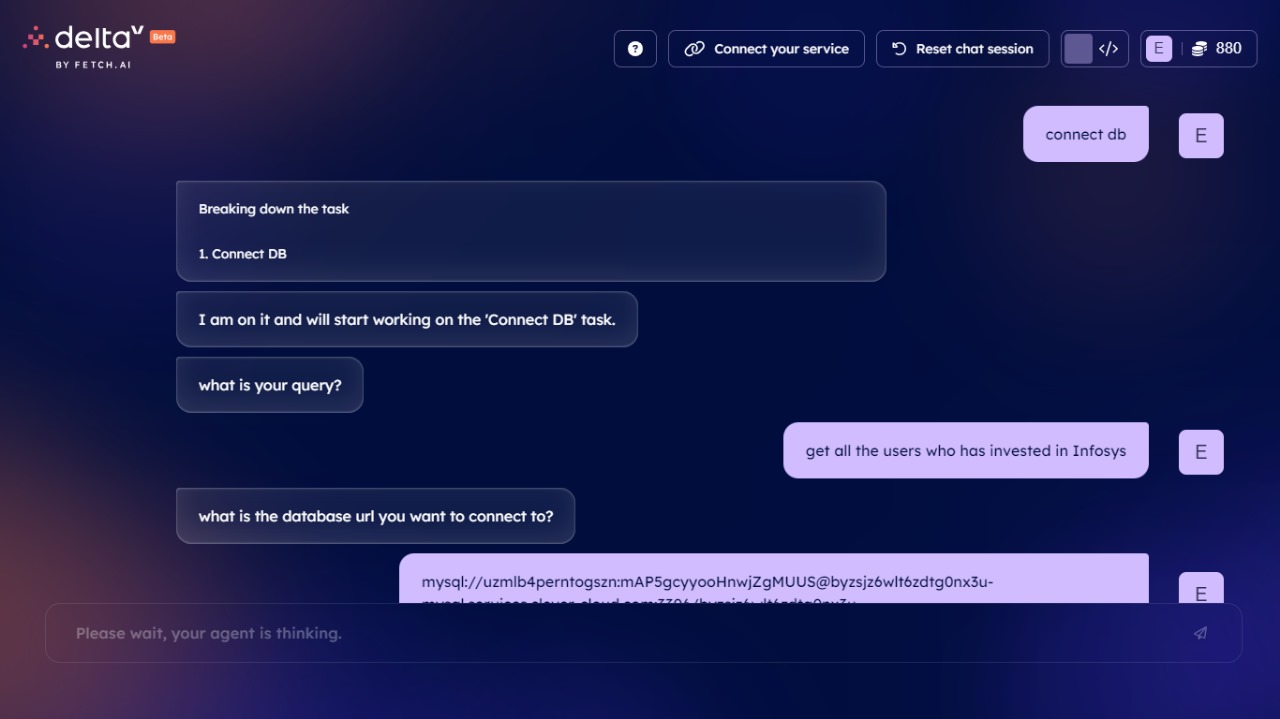 deltaV Beta
BY FETCH.AI
?
Connect your service
Reset chat session
</>
E
880
connect db
E
Breaking down the task
1. Connect DB
I am on it and will start working on the 'Connect DB' task.
what is your query?
get all the users who has invested in Infosys
E
what is the database url you want to connect to?
mysql://uzmlb4perntogszn:mAP5gcyyooHnwjZgMUUS@byzsjz6wlt6zdtg0nx3u-
E
Please wait, your agent is thinking.